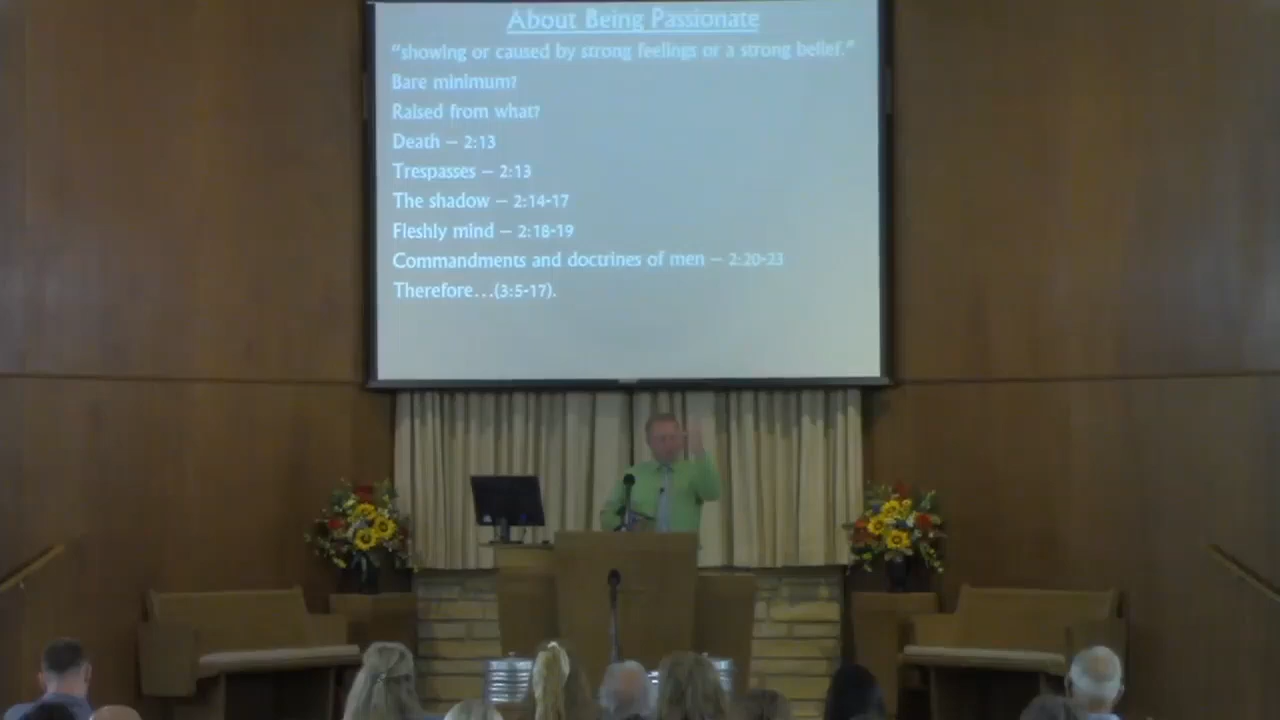 About Being Passionate
“showing or caused by strong feelings or a strong belief.”
Bare minimum?
Raised from what?
Death – 2:13
Trespasses – 2:13
The shadow – 2:14-17
Fleshly mind – 2:18-19
Commandments and doctrines of men – 2:20-23
Therefore…(3:5-17).